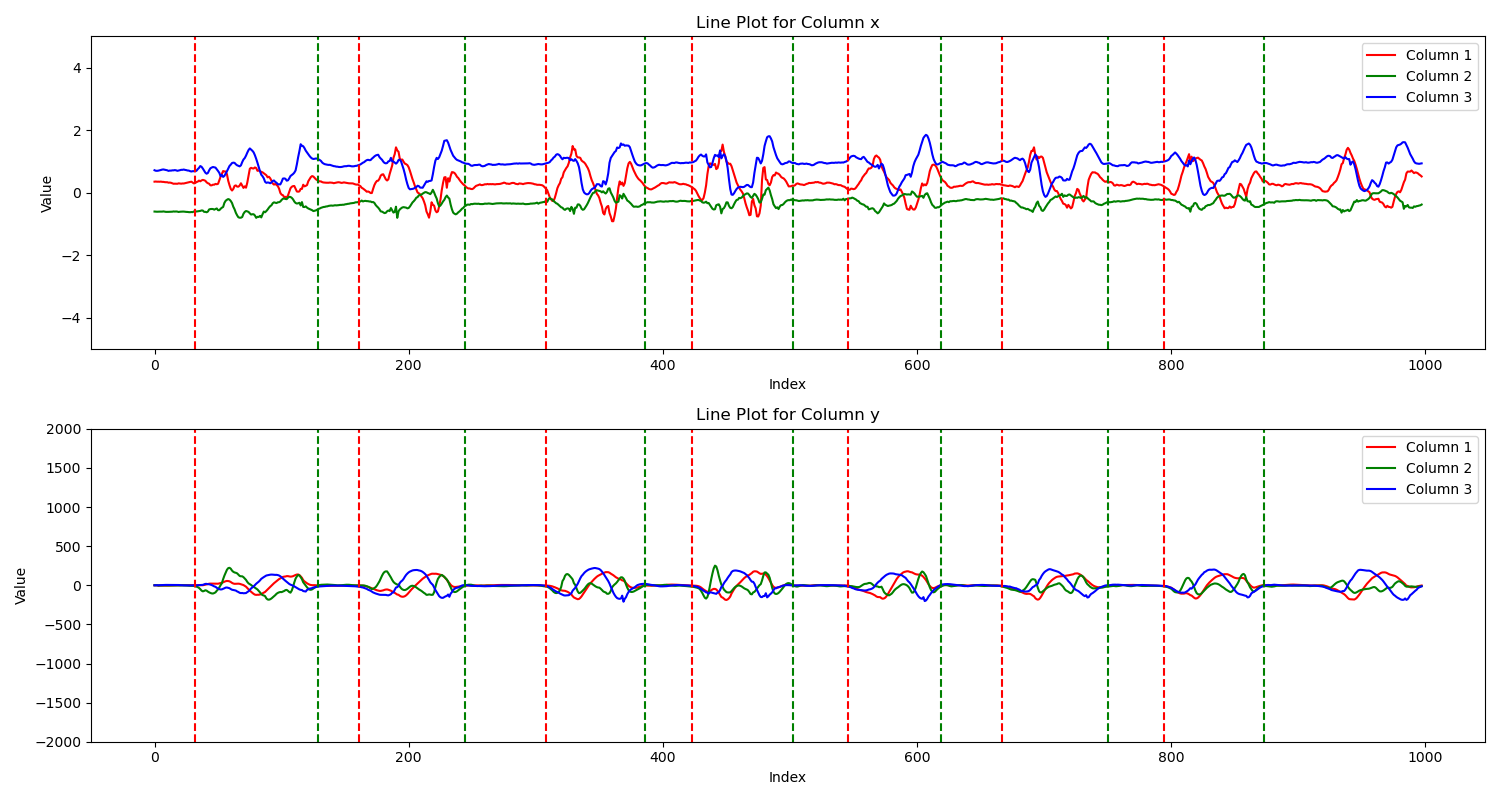 Line Plot for Column x
Value
4
2
0
−2
−4
0
200
400
600
800
1000
Index
Column 1
Column 2
Column 3
Line Plot for Column y
Value
2000
1500
1000
500
0
−500
−1000
−1500
−2000
0
200
400
600
800
1000
Index
Column 1
Column 2
Column 3